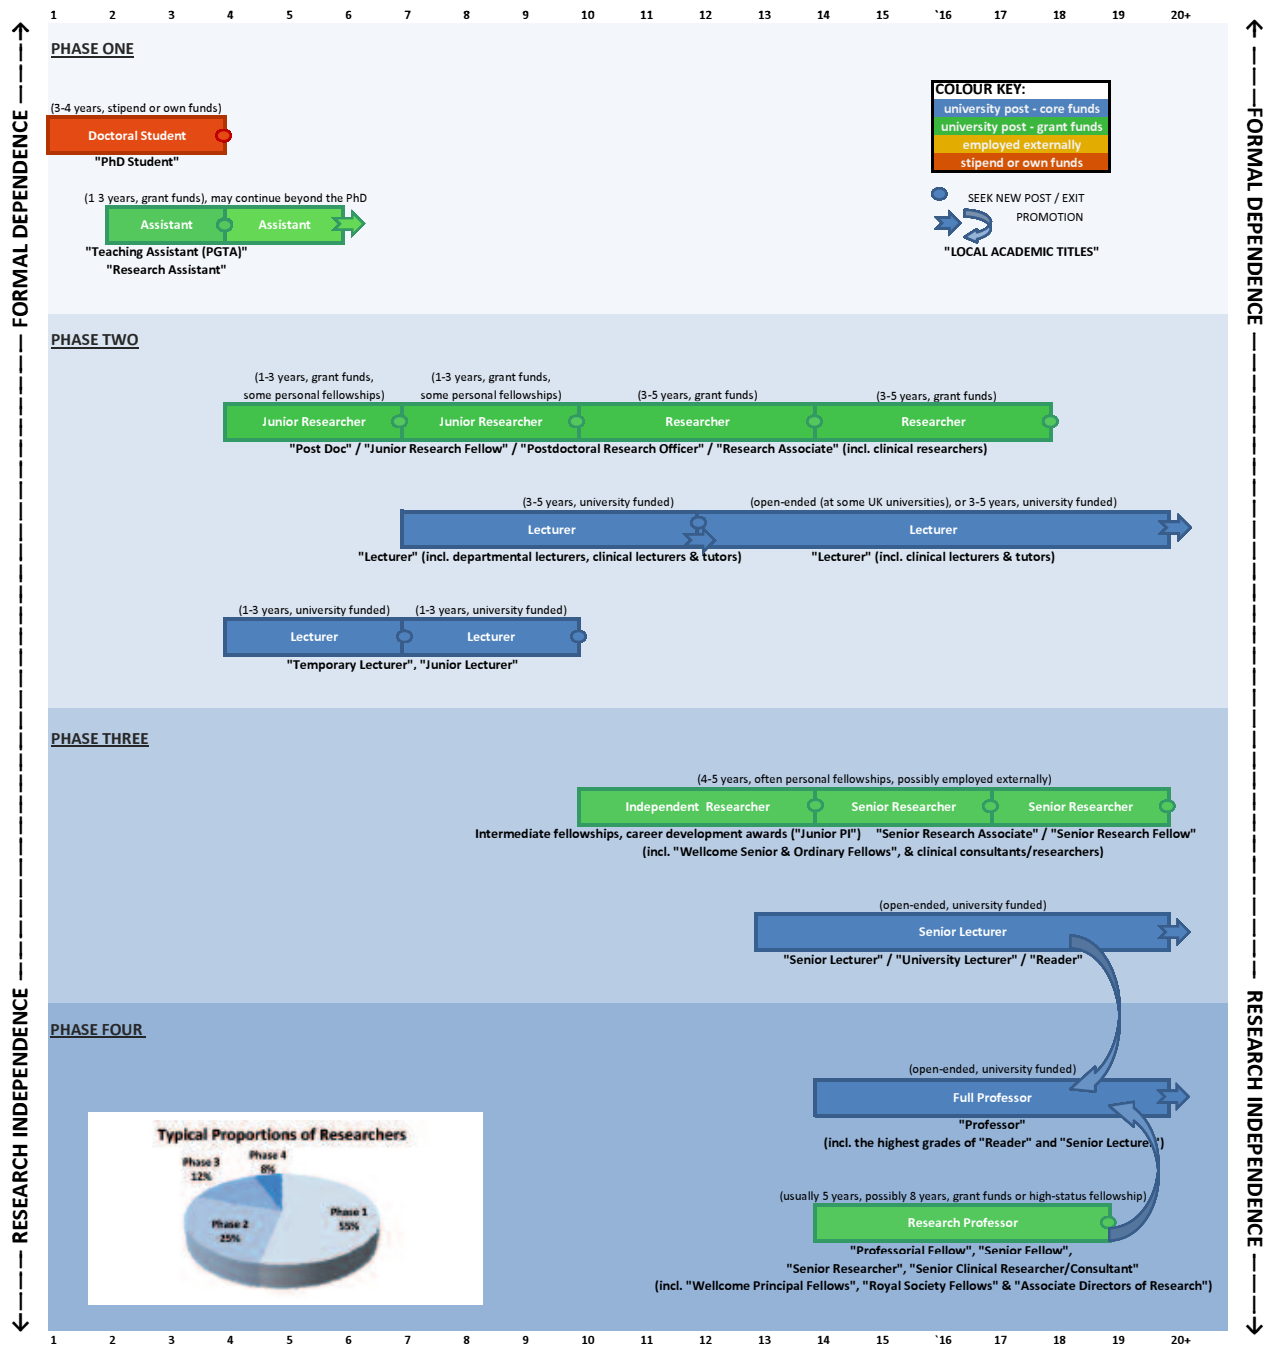 1 2 3 4 5 6 7 8 9 10 11 12 13 14 15 `16 17 18 19 20+
FORMAL DEPENDENCE
RESEARCH INDEPENDENCE
PHASE ONE
COLOUR KEY:
university post - core funds
university post - grant funds
employed externally
stipend or own funds
SEEK NEW POST / EXIT
PROMOTION
"LOCAL ACADEMIC TITLES"
(3-4 years, stipend or own funds)
Doctoral Student
"PhD Student"
(1 3 years, grant funds), may continue beyond the PhD
Assistant Assistant
"Teaching Assistant (PGTA)"
"Research Assistant"
PHASE TWO
(1-3 years, grant funds,
some personal fellowships)
(1-3 years, grant funds,
some personal fellowships)
(3-5 years, grant funds)
(3-5 years, grant funds)
Junior Researcher Junior Researcher Researcher Researcher
"Post Doc" / "Junior Research Fellow" / "Postdoctoral Research Officer" / "Research Associate" (incl. clinical researchers)
(3-5 years, university funded)
(open-ended (at some UK universities), or 3-5 years, university funded)
Lecturer Lecturer
"Lecturer" (incl. departmental lecturers, clinical lecturers & tutors)
"Lecturer" (incl. clinical lecturers & tutors)
(1-3 years, university funded) (1-3 years, university funded)
Lecturer Lecturer
"Temporary Lecturer", "Junior Lecturer"
PHASE THREE
(4-5 years, often personal fellowships, possibly employed externally)
Independent Researcher Senior Researcher Senior Researcher
Intermediate fellowships, career development awards ("Junior PI") "Senior Research Associate" / "Senior Research Fellow"
(incl. "Wellcome Senior & Ordinary Fellows", & clinical consultants/researchers)
(open-ended, university funded)
Senior Lecturer
"Senior Lecturer" / "University Lecturer" / "Reader"
PHASE FOUR
(open-ended, university funded)
Full Professor
"Professor"
(incl. the highest grades of "Reader" and "Senior Lecturer")
(usually 5 years, possibly 8 years, grant funds or high-status fellowship)
Research Professor
"Professorial Fellow", "Senior Fellow",
"Senior Researcher", "Senior Clinical Researcher/Consultant"
(incl. "Wellcome Principal Fellows", "Royal Society Fellows" & "Associate Directors of Research")
Typical Proportions of Researchers
Phase 4
8%
Phase 3
12%
Phase 1
55%
Phase 2
25%
FORMAL DEPENDENCE
RESEARCH INDEPENDENCE
1 2 3 4 5 6 7 8 9 10 11 12 13 14 15 `16 17 18 19 20+